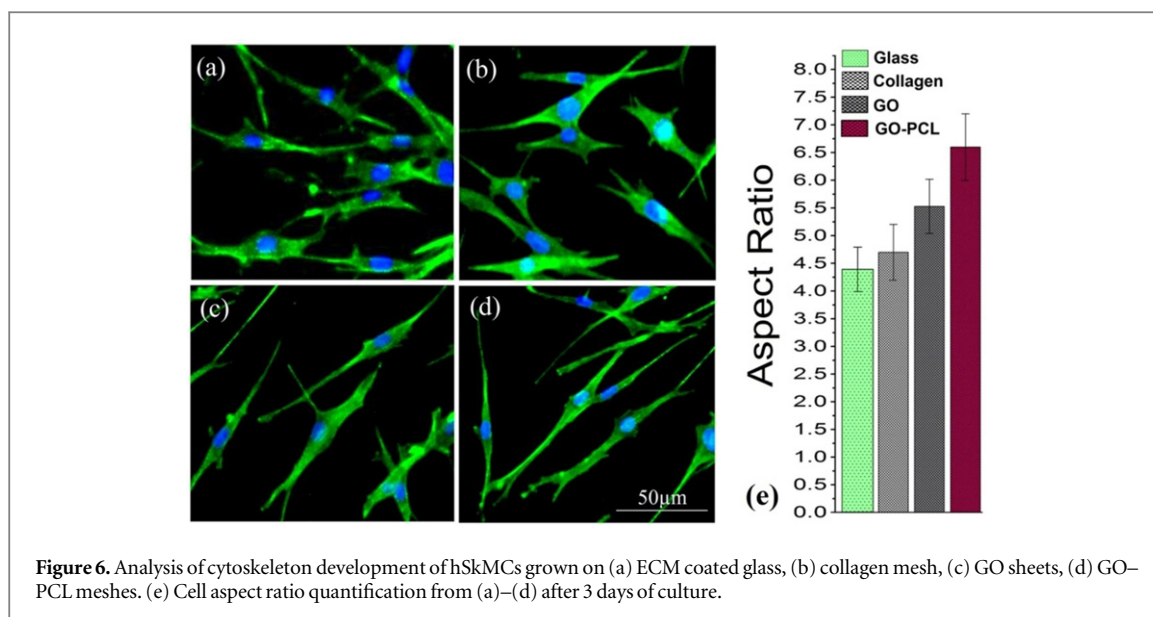 (a)
(b)
(c)
(d)
50µm
Glass
Collagen
GO
GO-PCL
8.0
7.5
7.0
6.5
6.0
5.5
5.0
4.5
4.0
3.5
3.0
2.5
2.0
1.5
1.0
0.5
0.0
Aspect Ratio
(e)
Figure 6. Analysis of cytoskeleton development of hSkMCs grown on (a) ECM coated glass, (b) collagen mesh, (c) GO sheets, (d) GO–
PCL meshes. (e) Cell aspect ratio quantification from (a)–(d) after 3 days of culture.